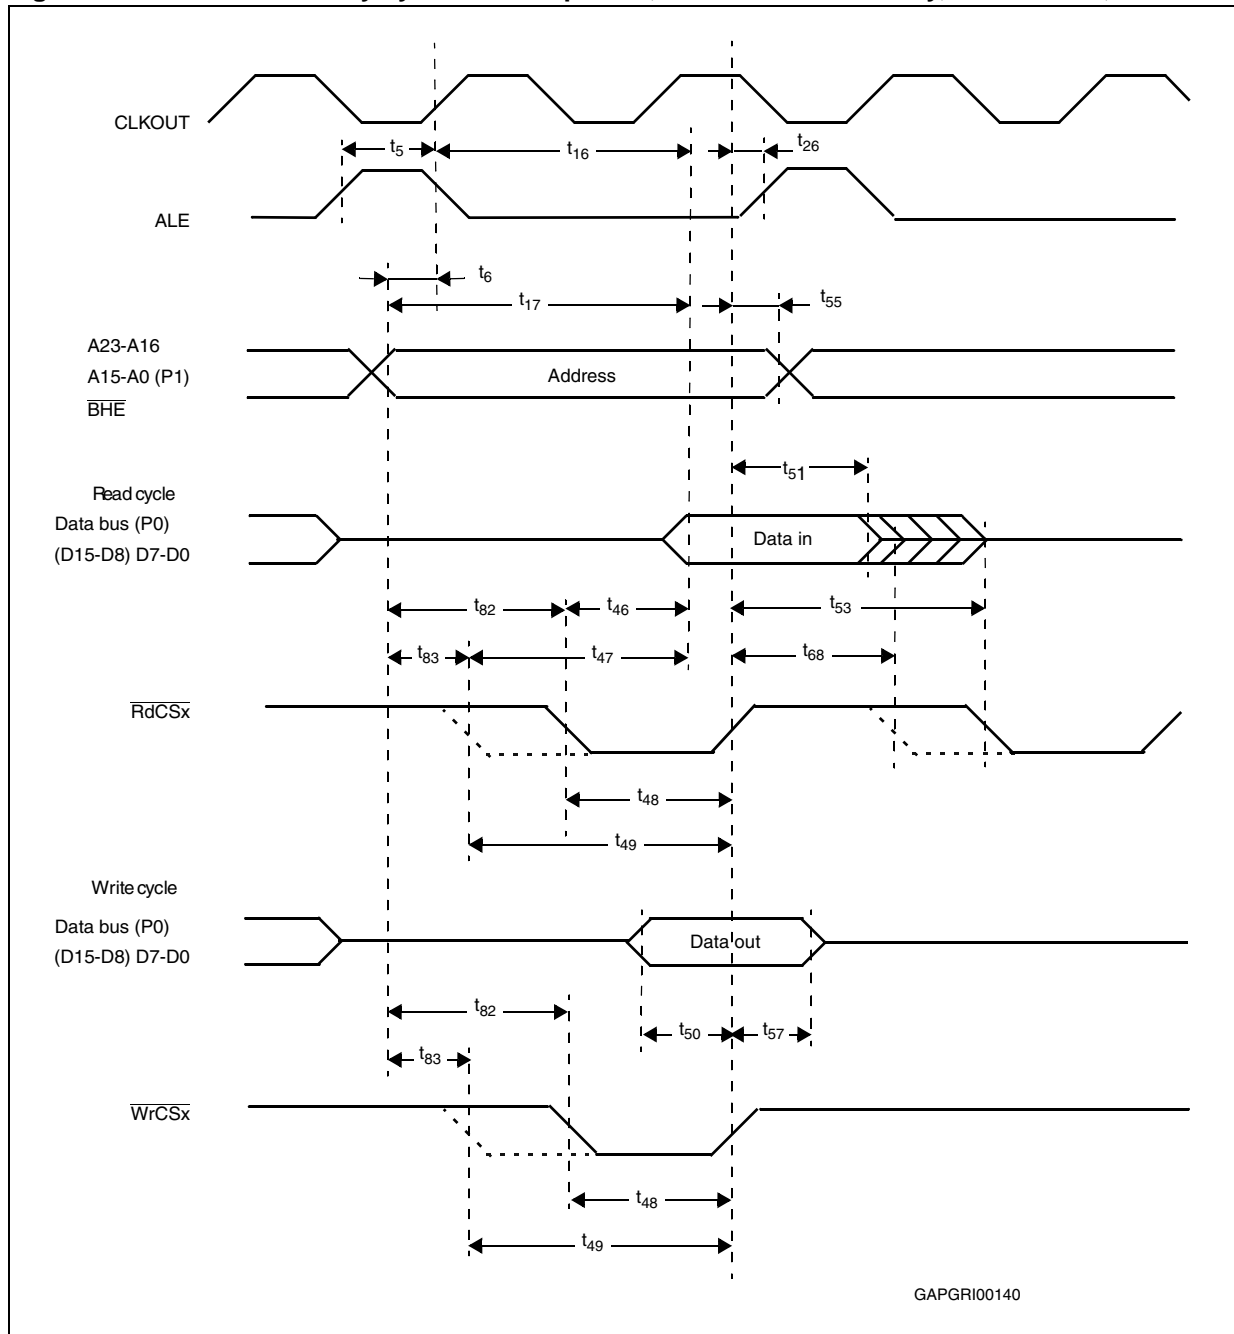 CLKOUT
t5
t16
t26
ALE
t6
t17
t55
A23-A16
A15-A0 (P1)
Address
BHE
t51
Read cycle
Data bus (P0)
Data in
(D15-D8) D7-D0
t82
t46
t53
t83
t47
t68
RdCSx
t48
t49
Write cycle
Data bus (P0)
Data out
(D15-D8) D7-D0
t82
t50
t57
t83
WrCSx
t48
t49
GAPGRI00140